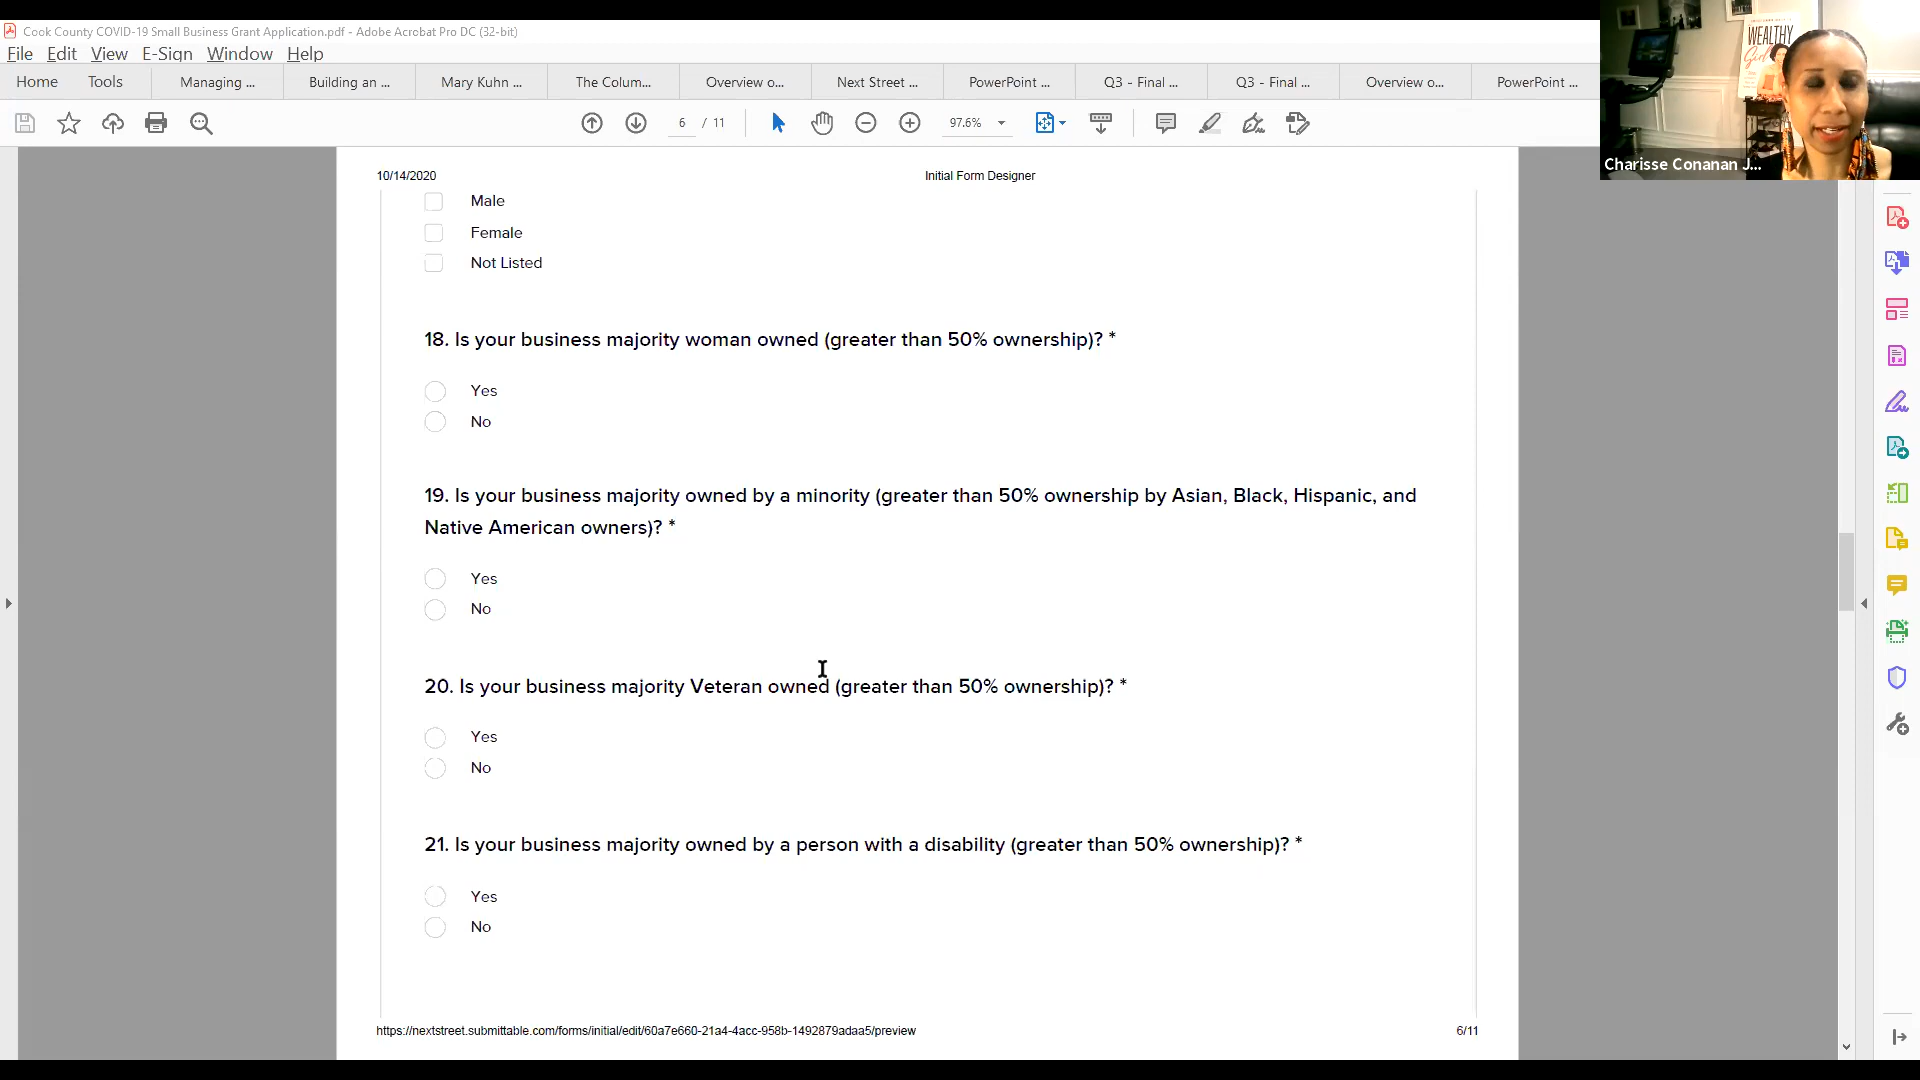 Cook County COVID-19 Small Business Grant Application.pdf - Adobe Acrobat Pro DC (32-bit)
File Edit View E-Sign Window Help
Home Tools Managing ... Building an ... Mary Kuhn ... The Colum... Overview o... Next Street ... PowerPoint ... Q3 - Final ... Q3 - Final ... Overview o... PowerPoint ...
6 / 11 97.6%
WEALTHY
Girl
Charisse Conanan J...
10/14/2020 Initial Form Designer
Male
Female
Not Listed
18. Is your business majority woman owned (greater than 50% ownership)? *
Yes
No
19. Is your business majority owned by a minority (greater than 50% ownership by Asian, Black, Hispanic, and
Native American owners)? *
Yes
No
20. Is your business majority Veteran owned (greater than 50% ownership)? *
Yes
No
21. Is your business majority owned by a person with a disability (greater than 50% ownership)? *
Yes
No
https://nextstreet.submittable.com/forms/initial/edit/60a7e660-21a4-4acc-958b-1492879adaa5/preview 6/11